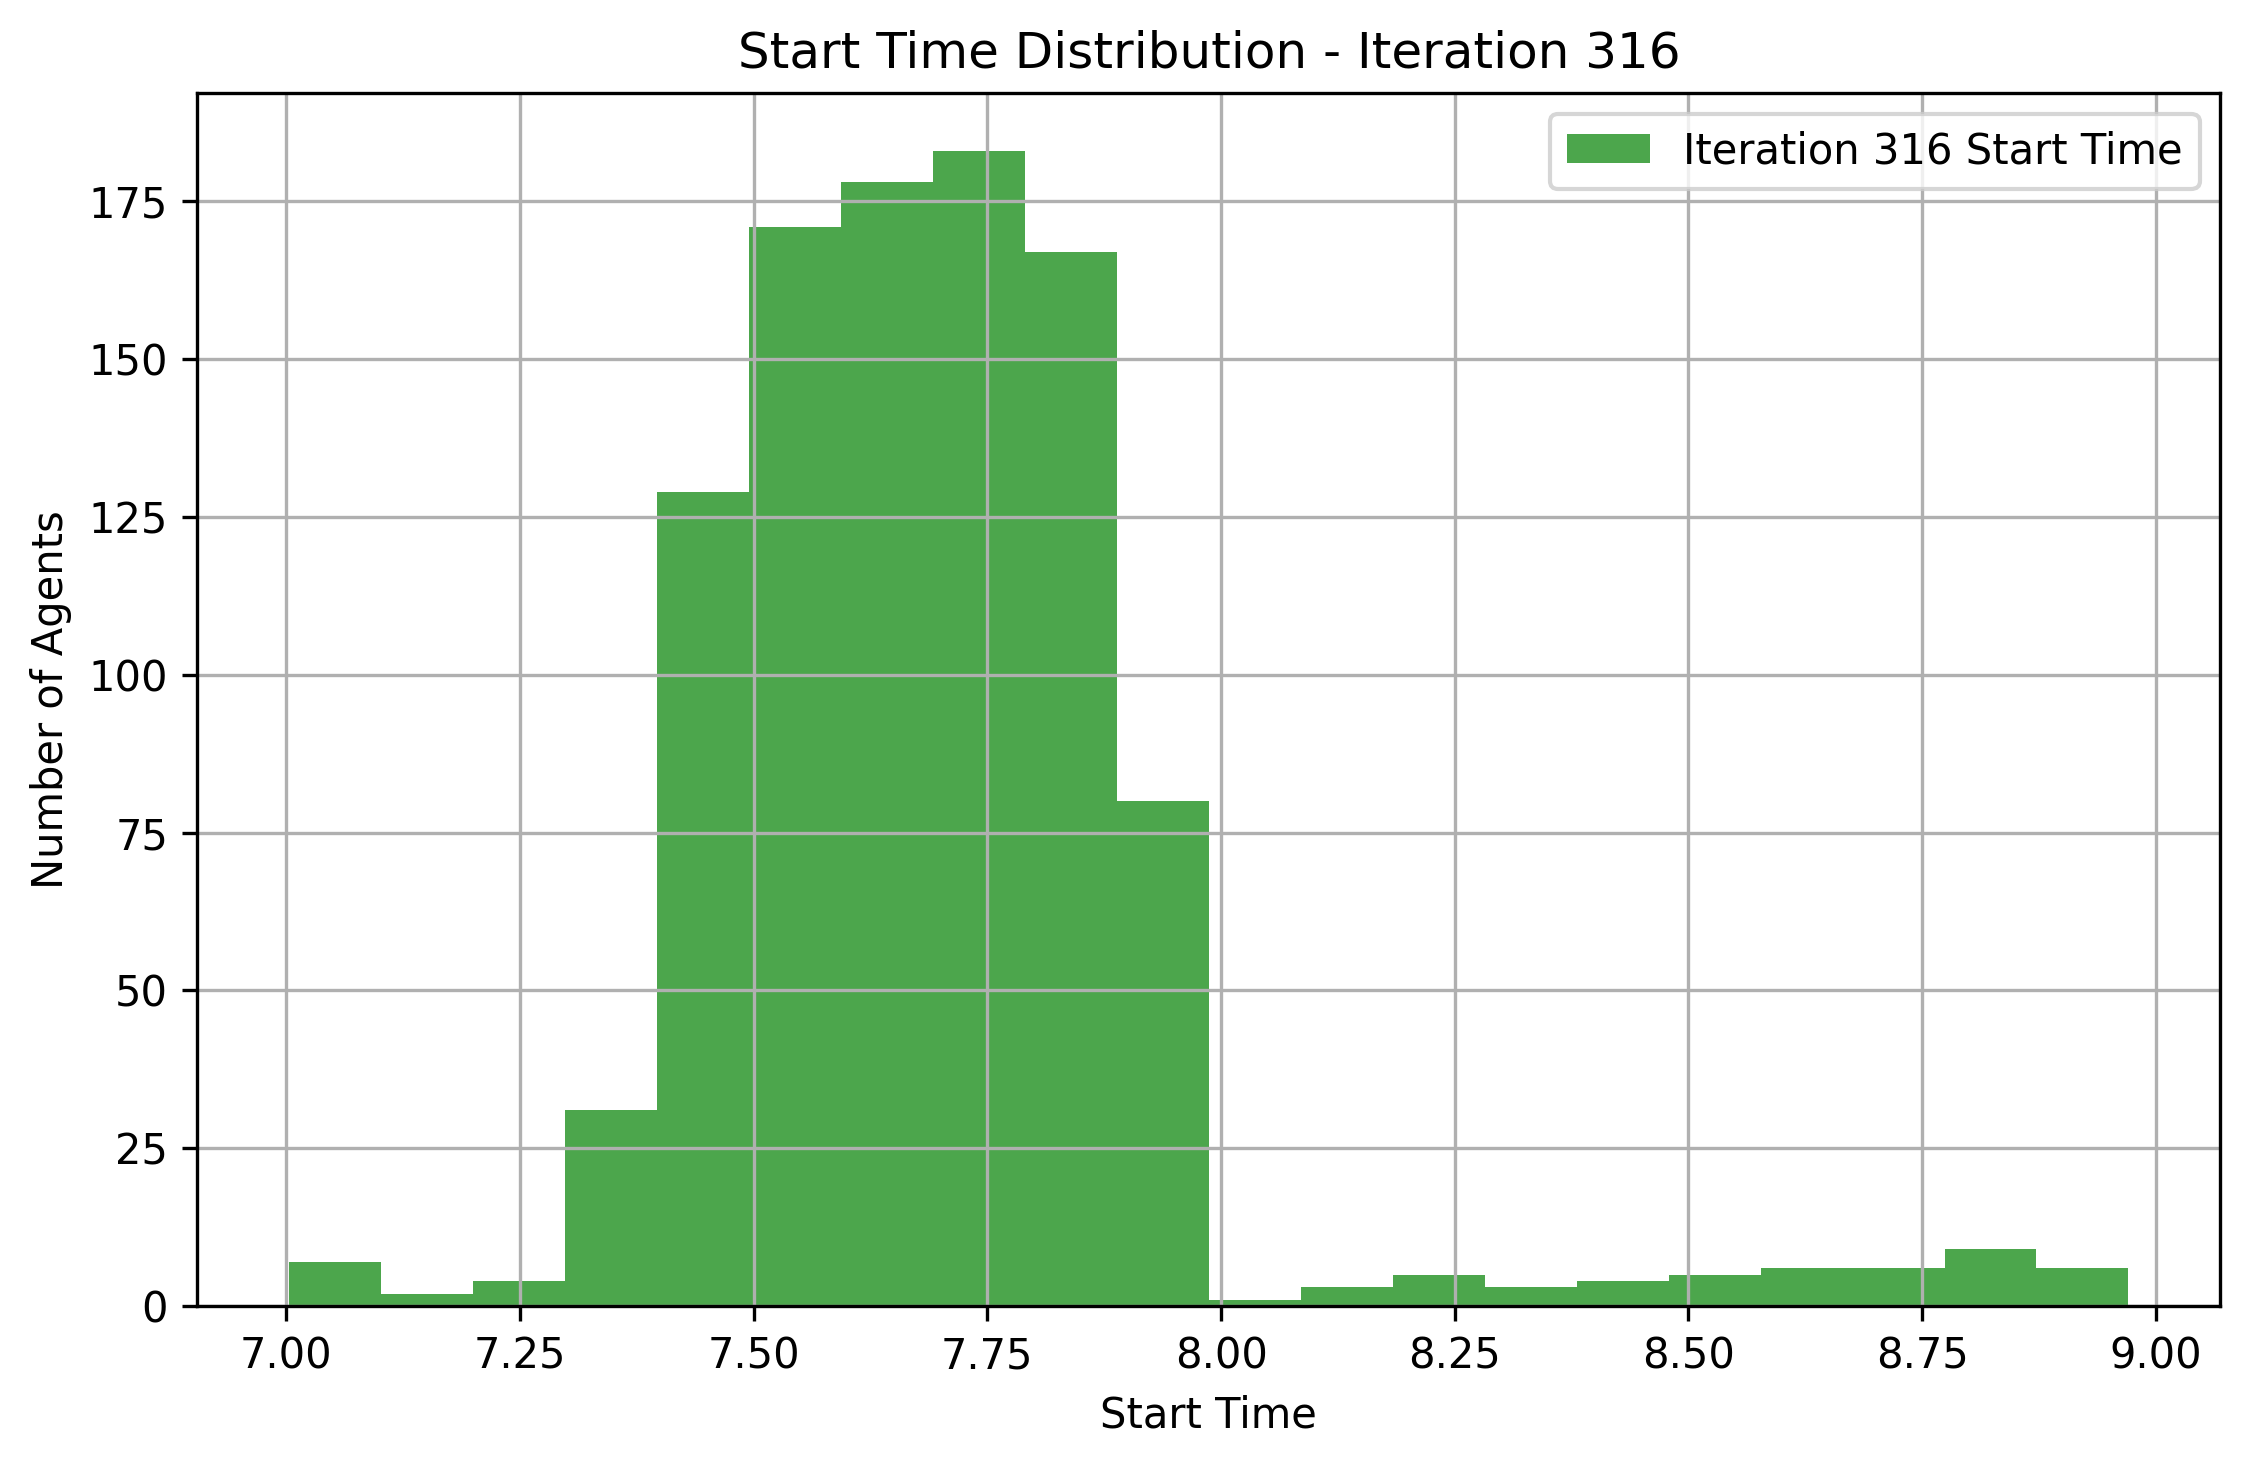 Start Time Distribution - Iteration 316
Iteration 316 Start Time
Number of Agents
175
150
125
100
75
50
25
0
7.00 7.25 7.50 7.75 8.00 8.25 8.50 8.75 9.00
Start Time